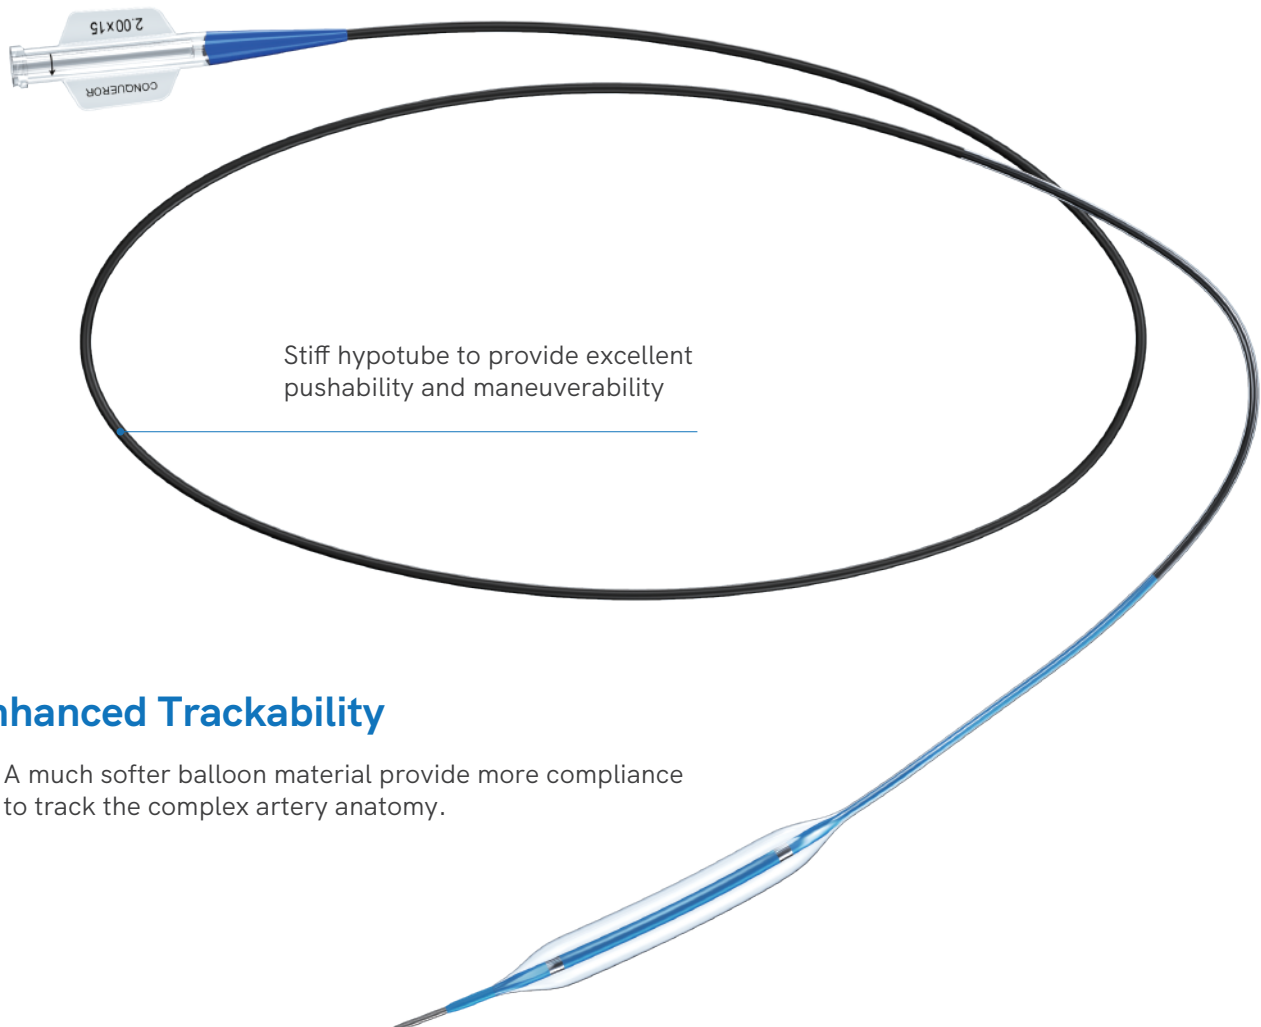 2.00x15
CONQUEROR
Stiff hypotube to provide excellent
pushability and maneuverability
nhanced Trackability
A much softer balloon material provide more compliance
to track the complex artery anatomy.